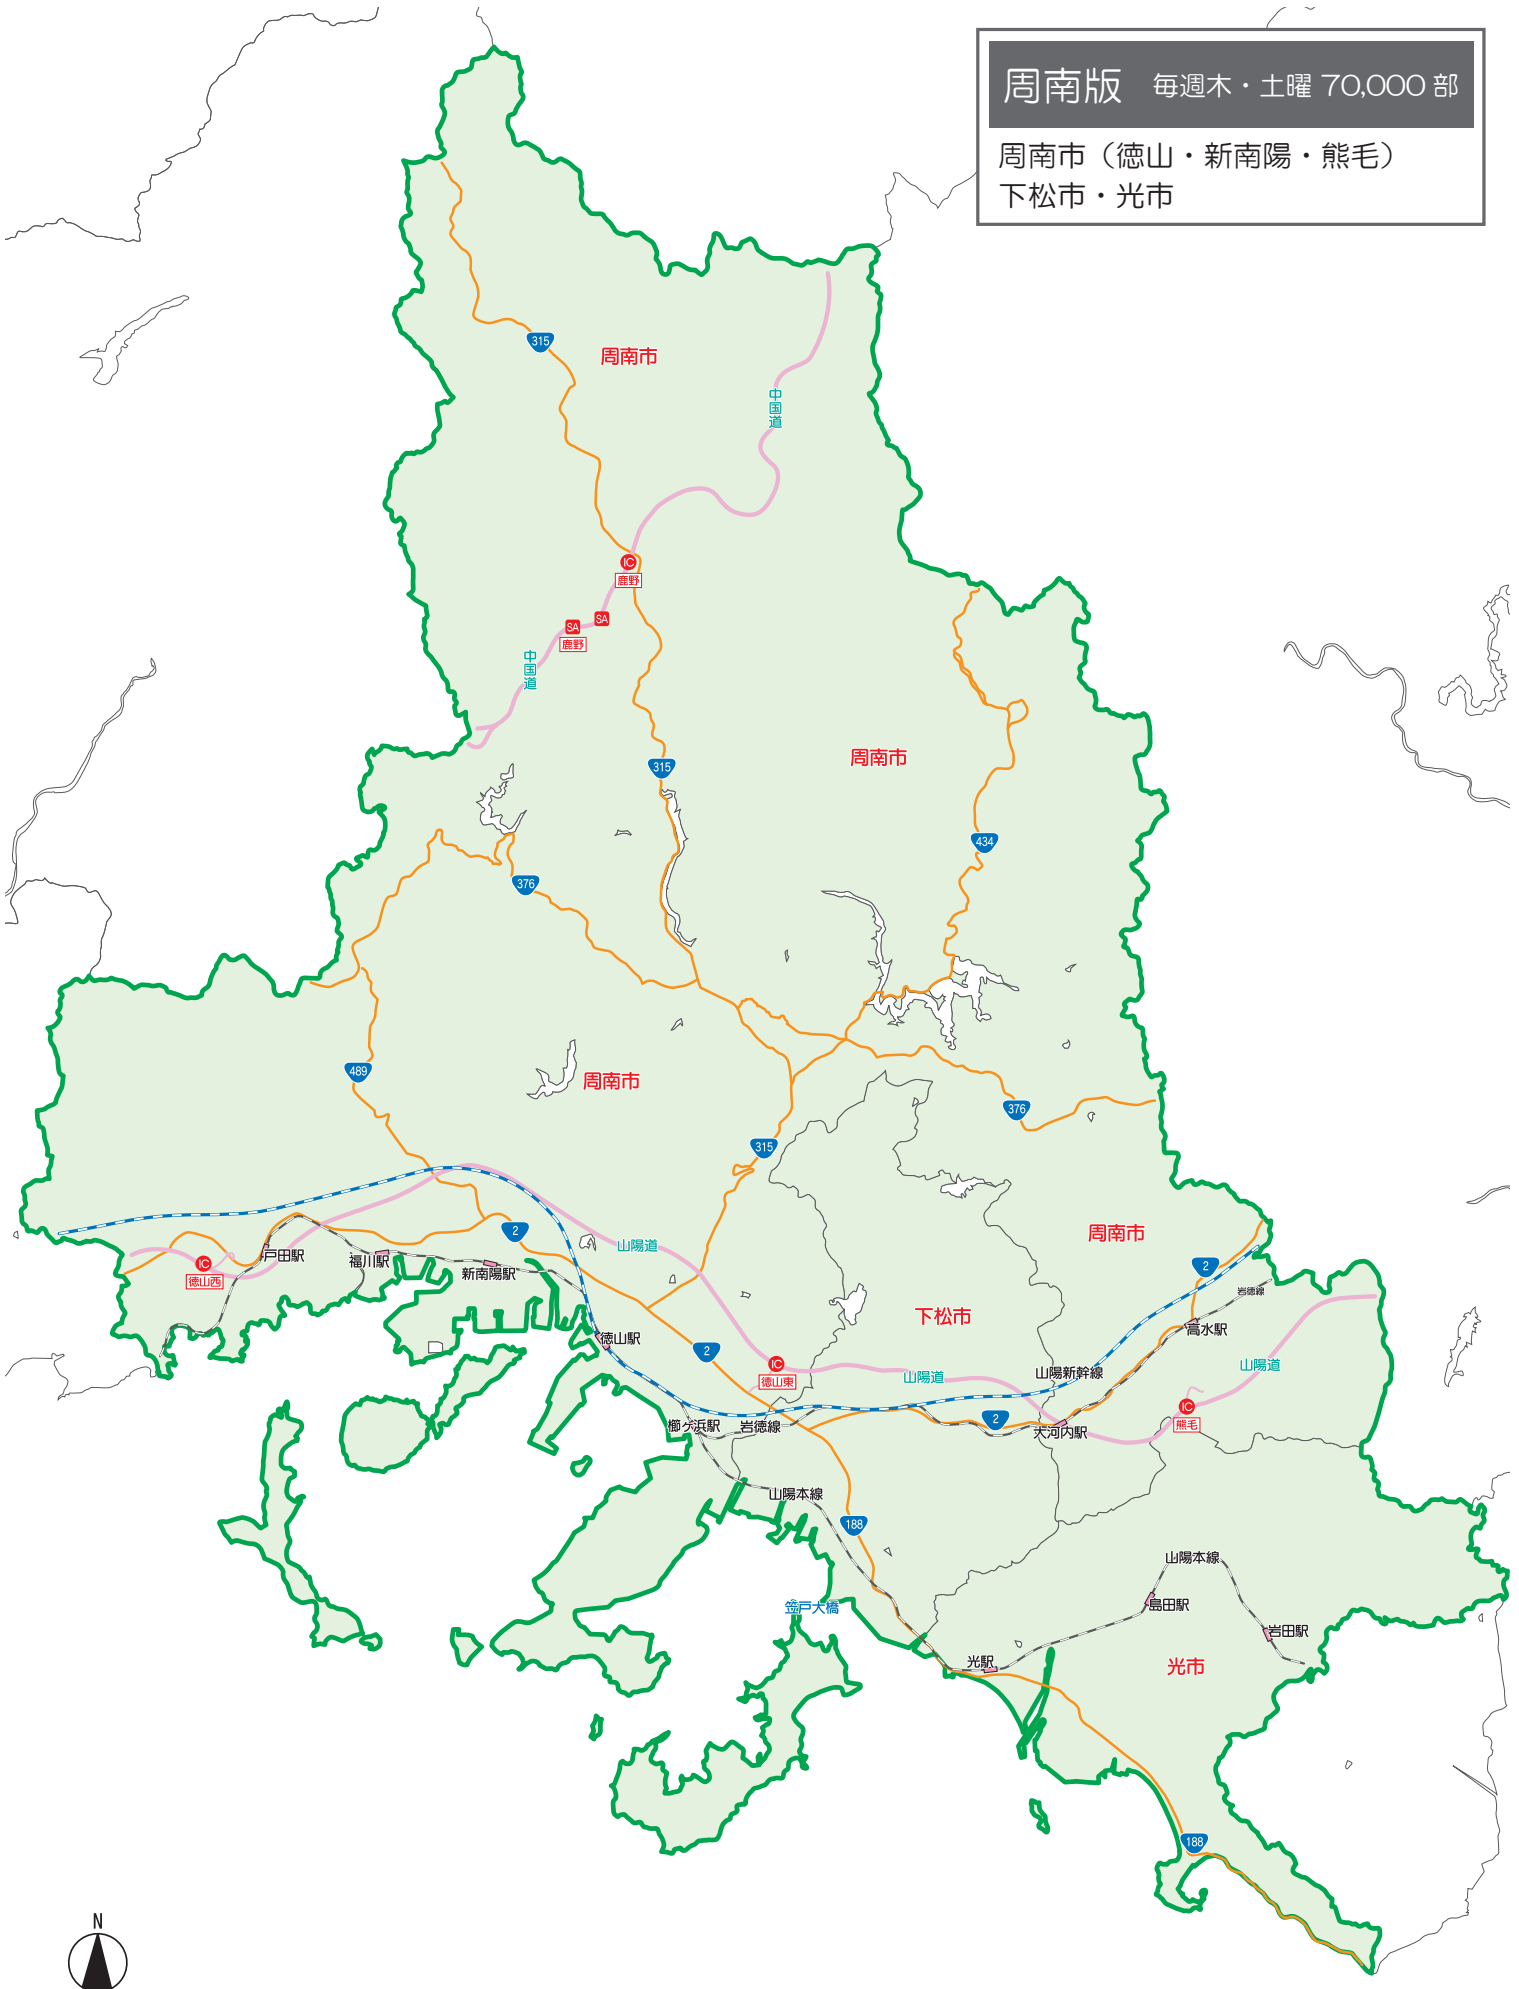 周南版 毎週木・土曜 70,000 部
周南市（徳山・新南陽・熊毛）
下松市・光市
315
周南市
中国道
IC
鹿野
SA
SA
鹿野
中国道
周南市
315
434
376
489
周南市
376
315
周南市
2
山陽道
2
岩徳線
戸田駅
福川駅
新南陽駅
IC
徳山西
下松市
高水駅
徳山駅
2
IC
徳山東
山陽道
山陽新幹線
山陽道
IC
熊毛
櫛ヶ浜駅
岩徳線
2
大河内駅
山陽本線
188
山陽本線
笠戸大橋
島田駅
岩田駅
光駅
光市
188
N